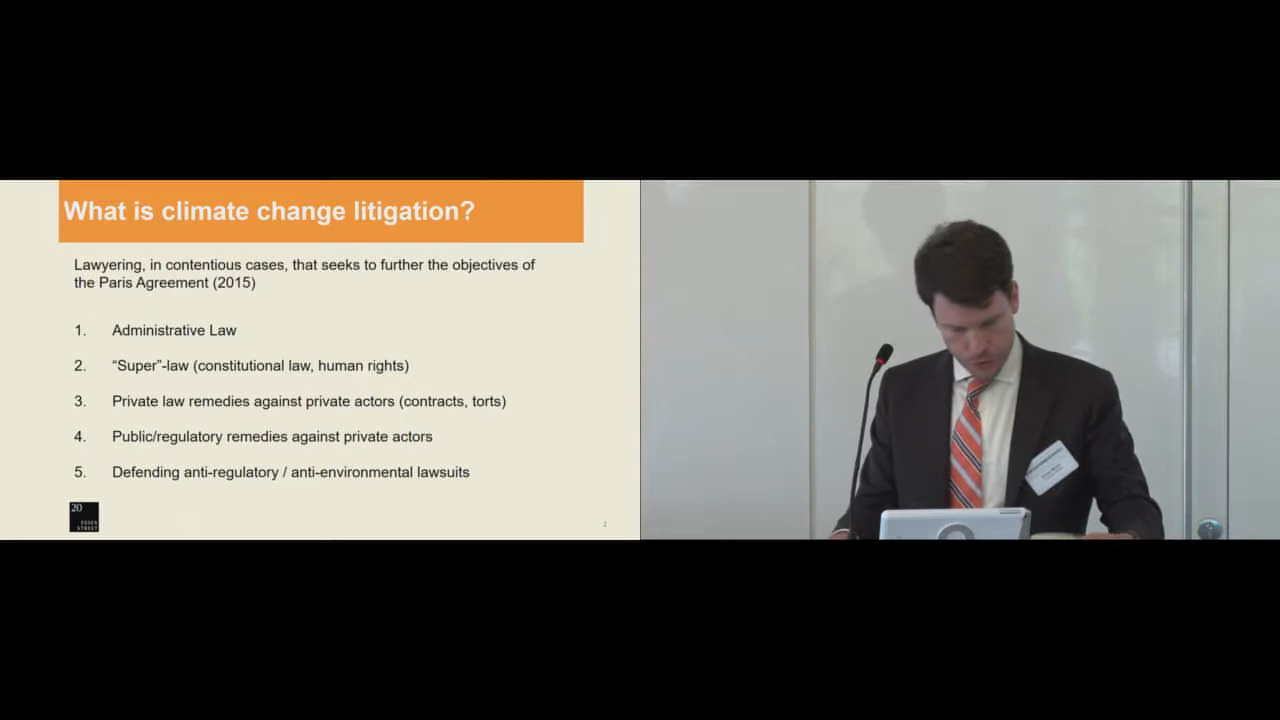 What is climate change litigation?
Lawyering, in contentious cases, that seeks to further the objectives of
the Paris Agreement (2015)
1. Administrative Law
2. “Super”-law (constitutional law, human rights)
3. Private law remedies against private actors (contracts, torts)
4. Public/regulatory remedies against private actors
5. Defending anti-regulatory / anti-environmental lawsuits
20
ESSEX
STREET
2